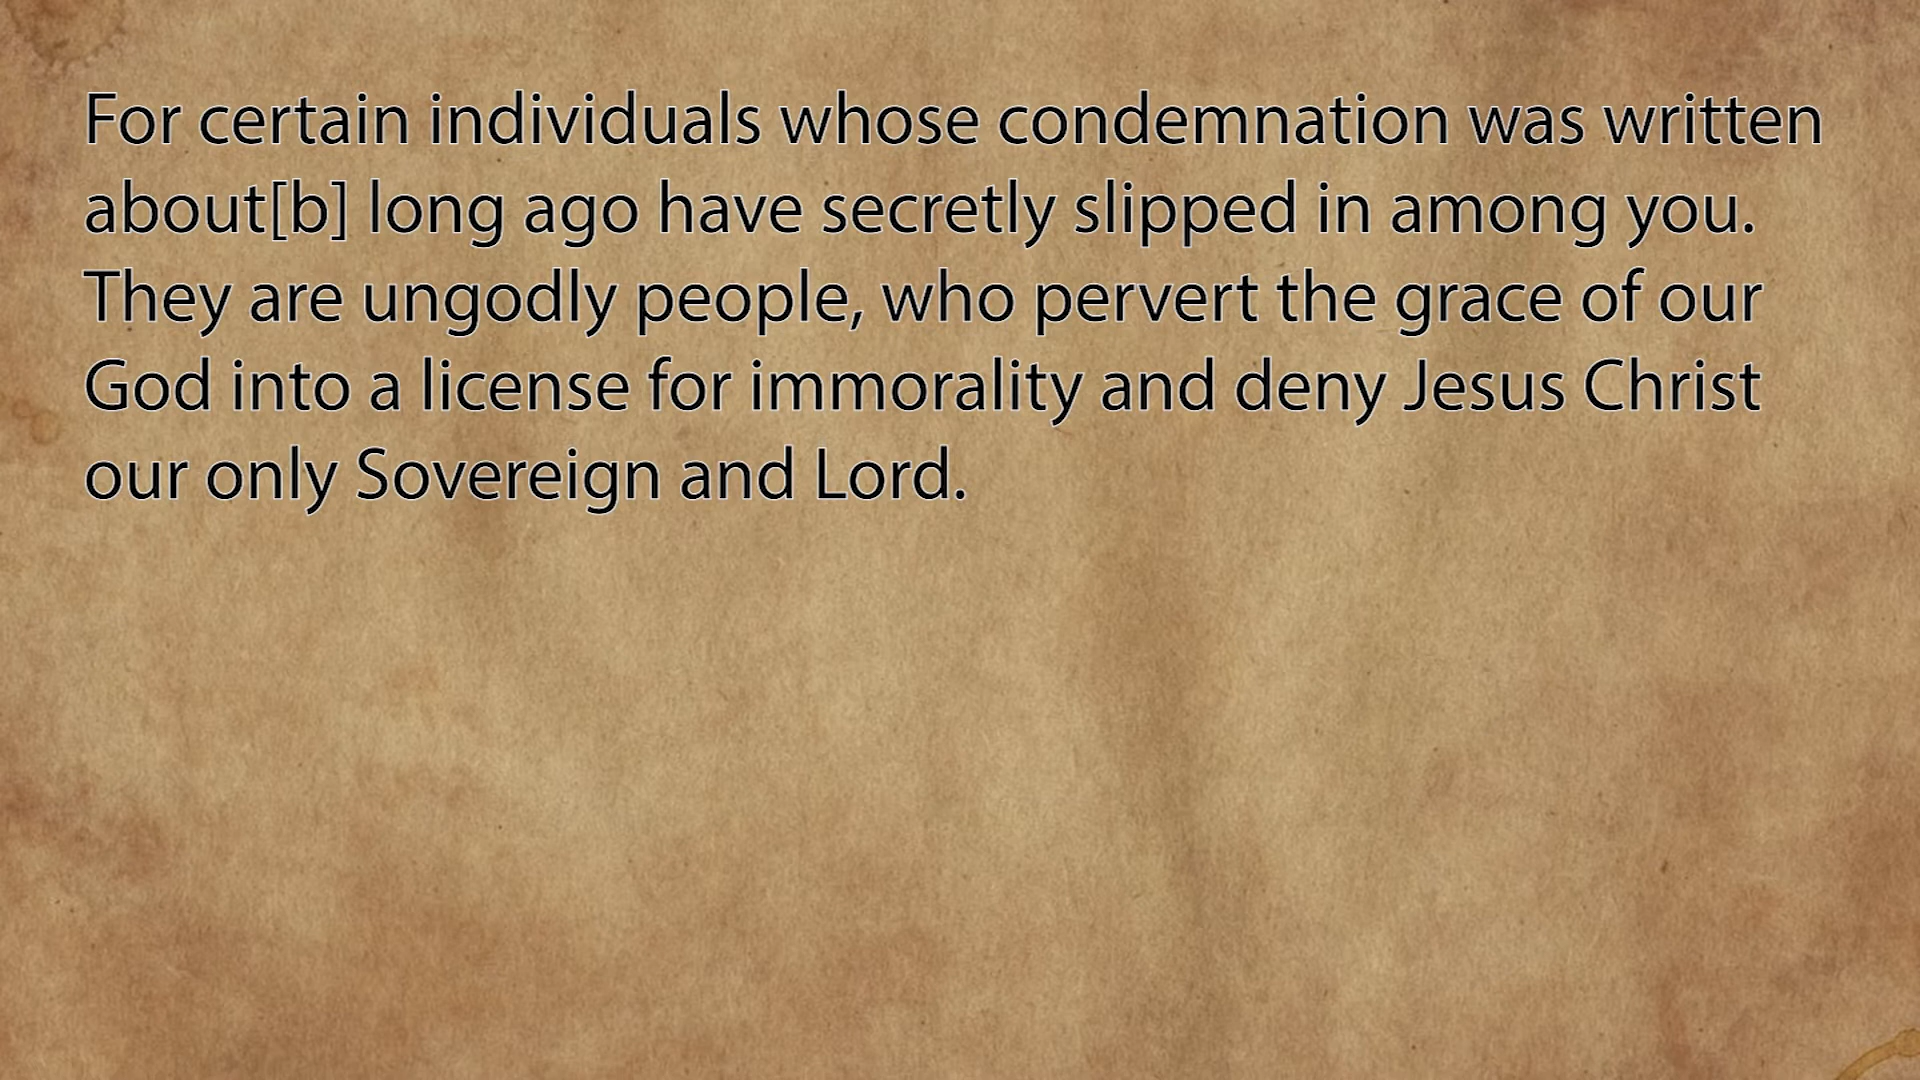 For certain individuals whose condemnation was written
about[b] long ago have secretly slipped in among you.
They are ungodly people, who pervert the grace of our
God into a license for immorality and deny Jesus Christ
our only Sovereign and Lord.